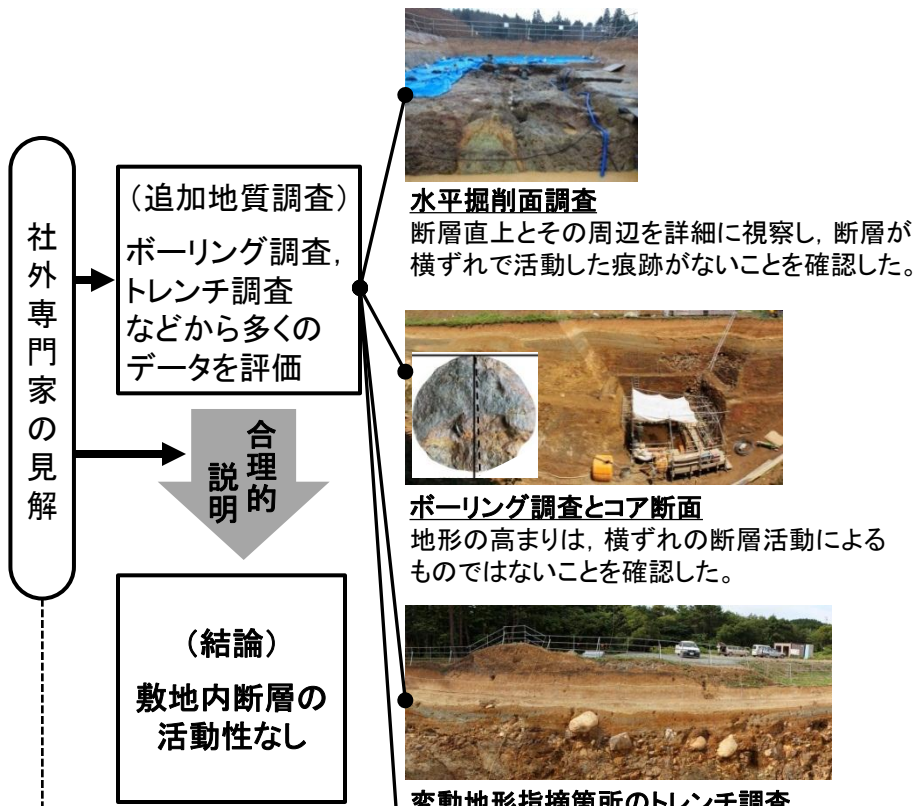 社外専門家の見解
（追加地質調査）
ボーリング調査，
トレンチ調査
などから多くの
データを評価
合理的
説明
（結論）
敷地内断層の
活動性なし
水平掘削面調査
断層直上とその周辺を詳細に視察し，断層が
横ずれで活動した痕跡がないことを確認した。
ボーリング調査とコア断面
地形の高まりは，横ずれの断層活動による
ものではないことを確認した。
変動地形指摘箇所のトレンチ調査